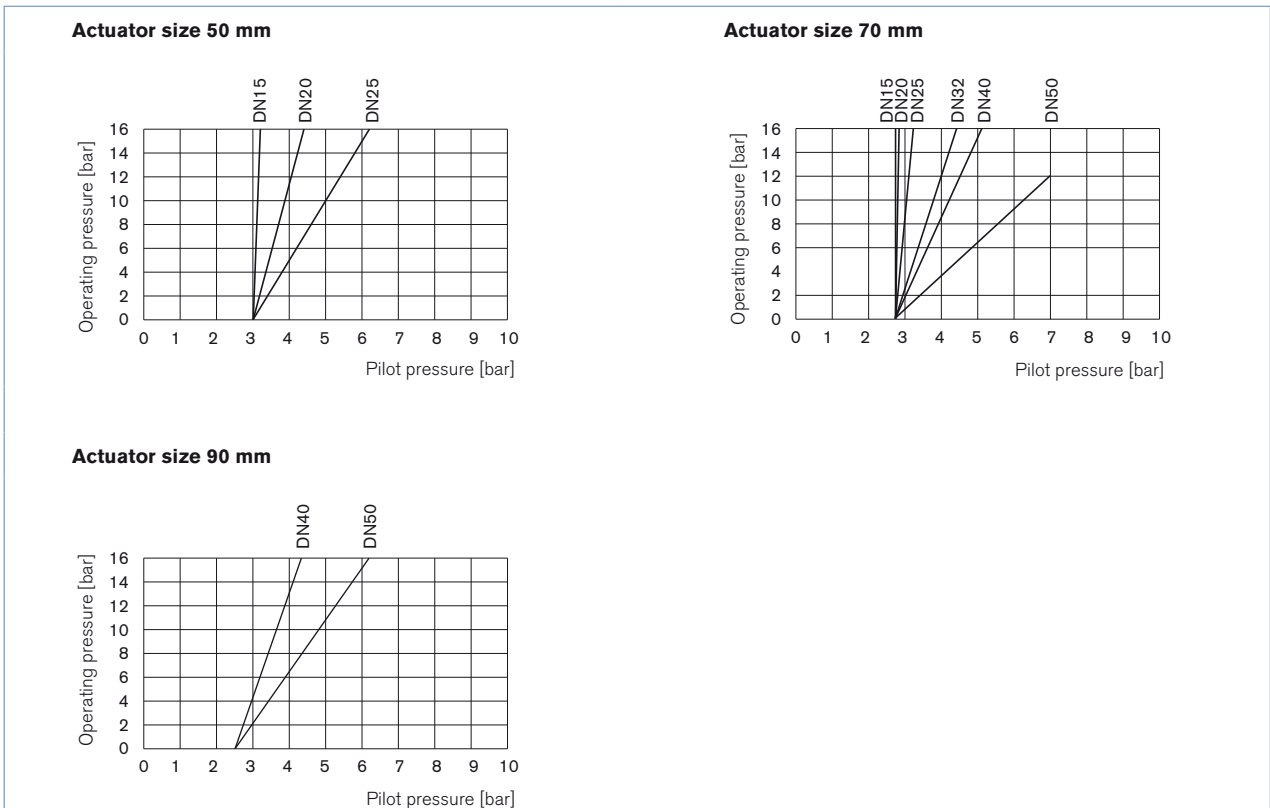 Actuator size 50 mm
DN15
DN20
DN25
16
14
12
10
8
6
4
2
0
Operating pressure [bar]
0 1 2 3 4 5 6 7 8 9 10
Pilot pressure [bar]
Actuator size 70 mm
DN15
DN20
DN25
DN32
DN40
DN50
16
14
12
10
8
6
4
2
0
Operating pressure [bar]
0 1 2 3 4 5 6 7 8 9 10
Pilot pressure [bar]
Actuator size 90 mm
DN40
DN50
16
14
12
10
8
6
4
2
0
Operating pressure [bar]
0 1 2 3 4 5 6 7 8 9 10
Pilot pressure [bar]